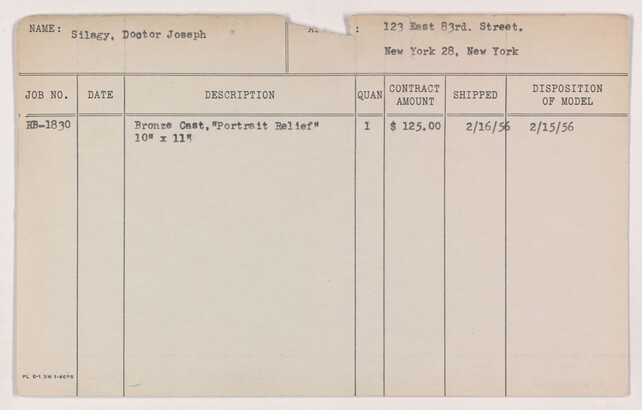 NAME: Silagy, Doctor Joseph
: 123 East 83rd. Street.
New York 28, New York
JOB NO. DATE DESCRIPTION QUAN CONTRACT AMOUNT SHIPPED DISPOSITION OF MODEL
BB-1830 Bronze Cast,"Portrait Relief" 1 $ 125.00 2/16/56 2/15/56
10" x 11"